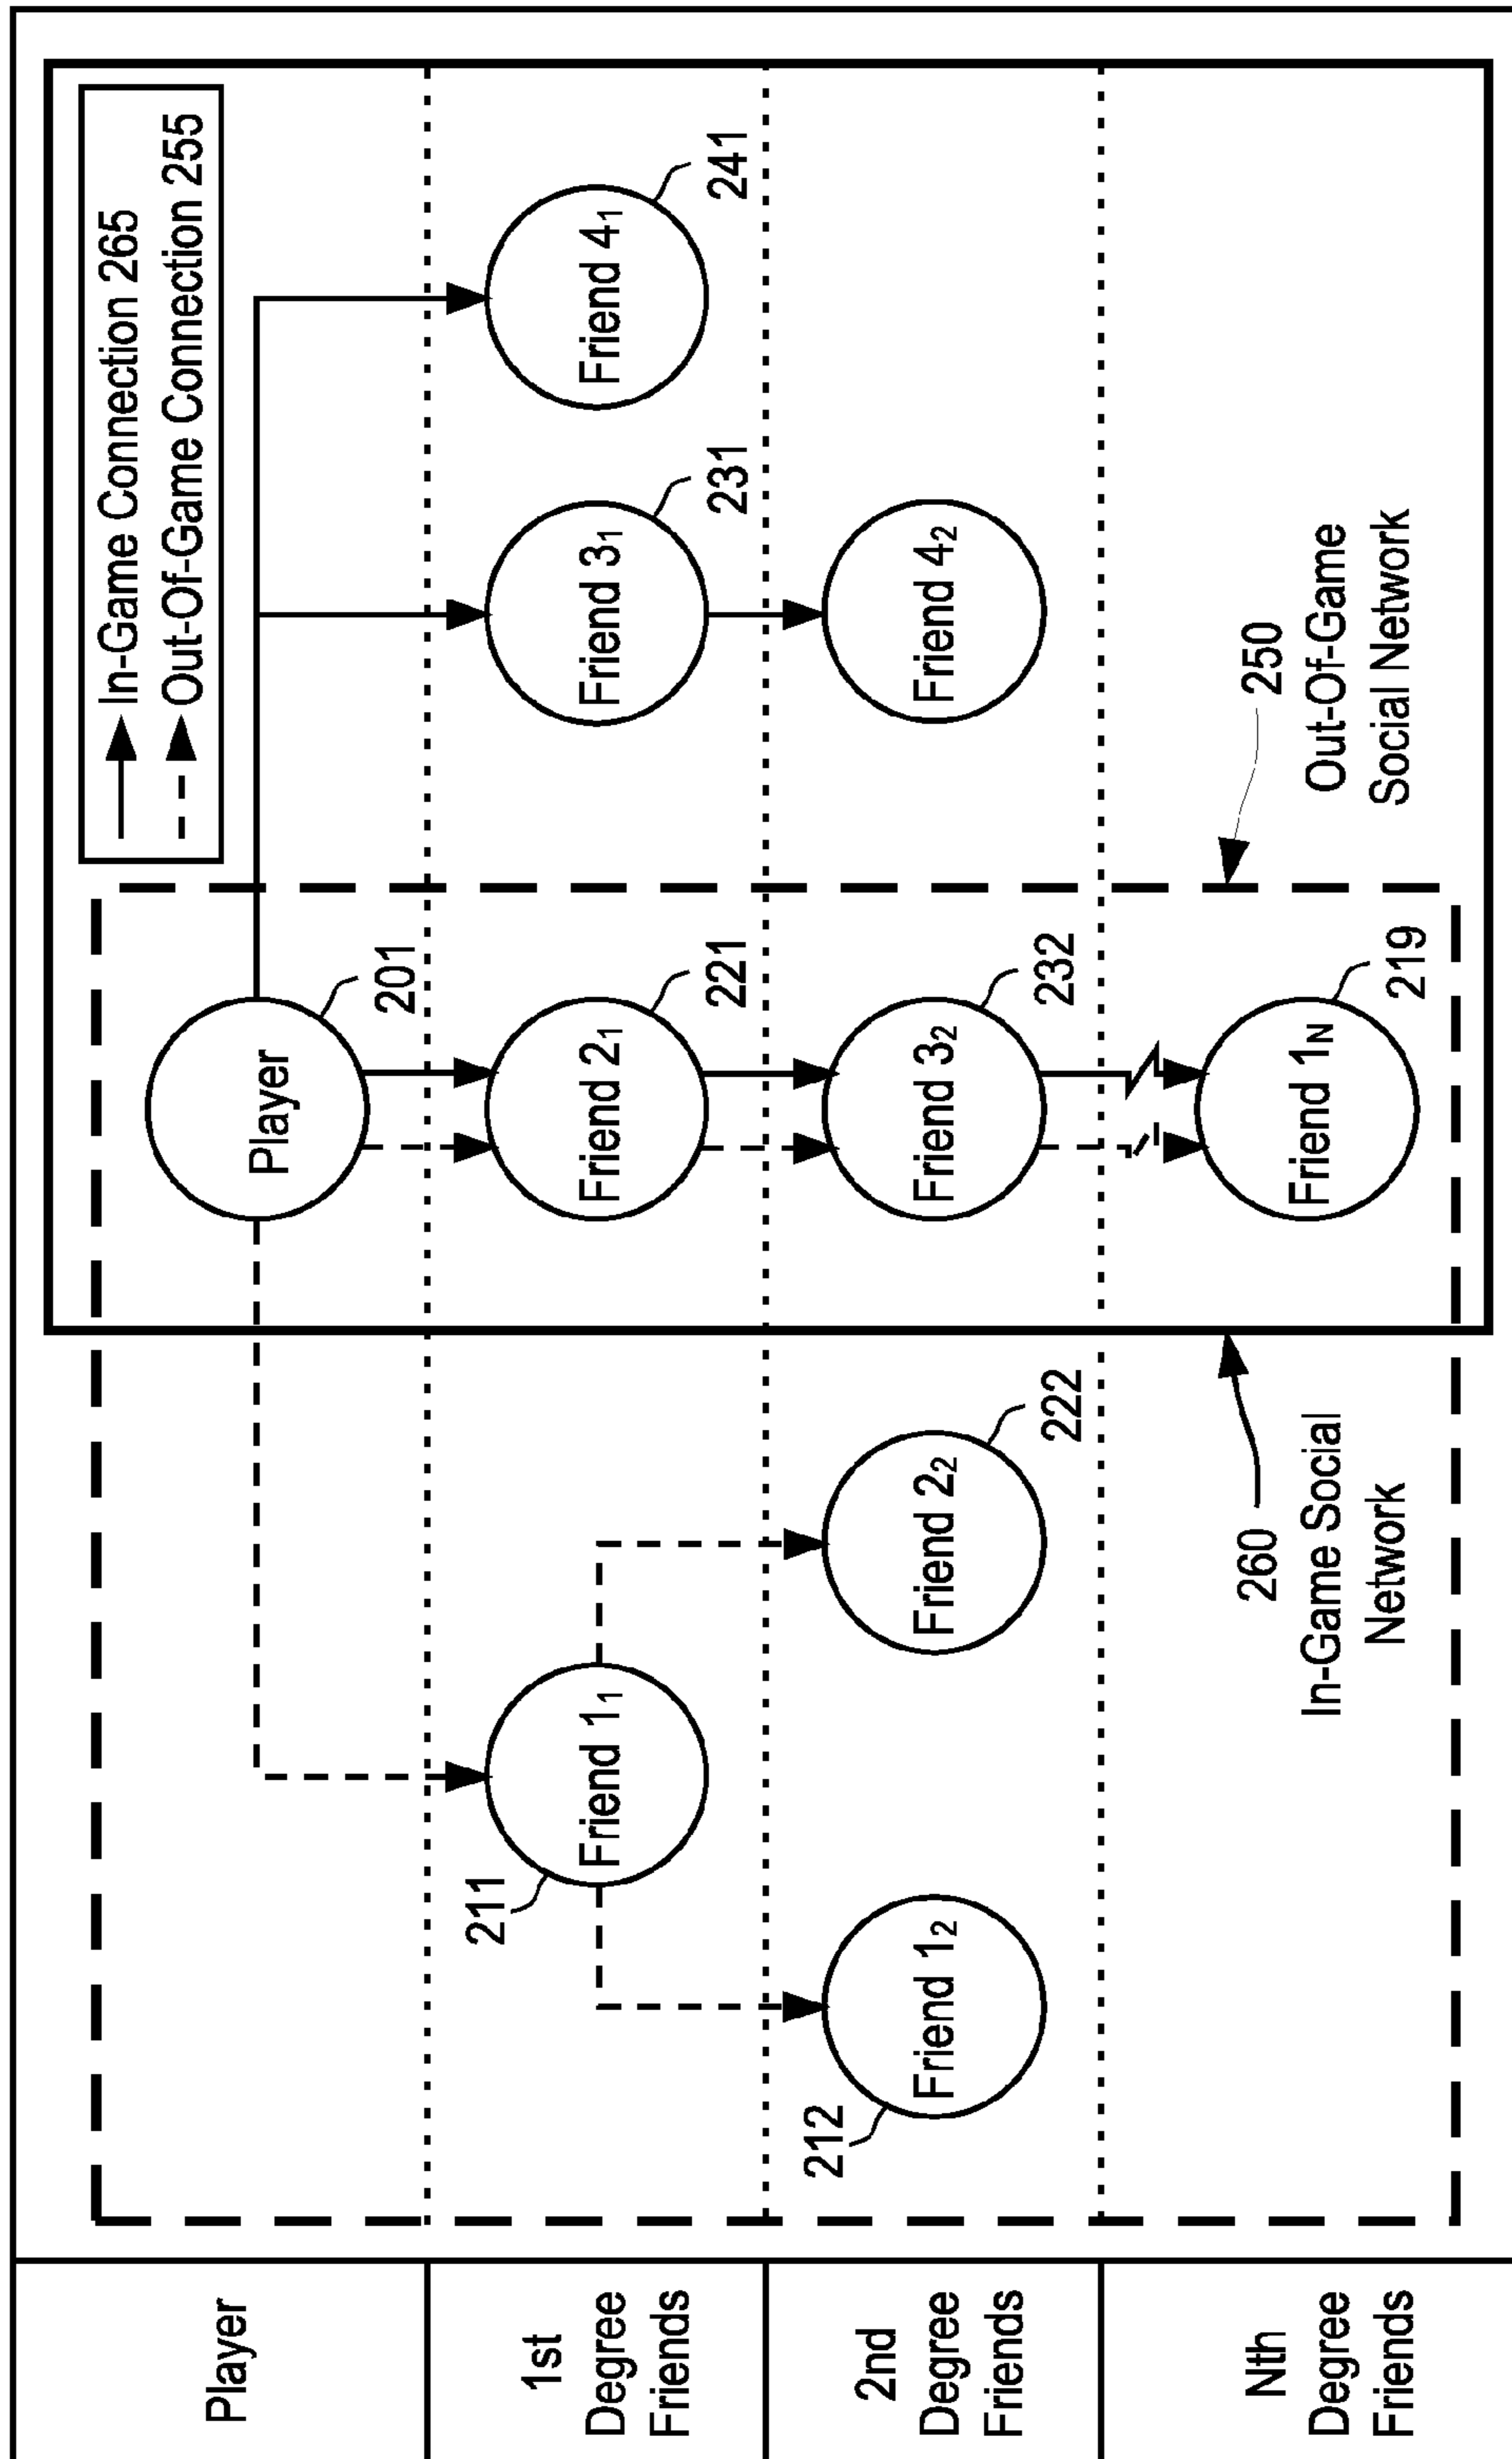 Player
1st
Degree
Friends
2nd
Degree
Friends
Nth
Degree
Friends
In-Game Connection 265
Out-Of-Game Connection 255
Player
201
211
Friend 1₁
Friend 2₁
221
Friend 3₁
231
Friend 4₁
241
212
Friend 1₂
Friend 2₂
222
Friend 3₂
232
Friend 4₂
260
In-Game Social
Network
Friend 1N
219
250
Out-Of-Game
Social Network